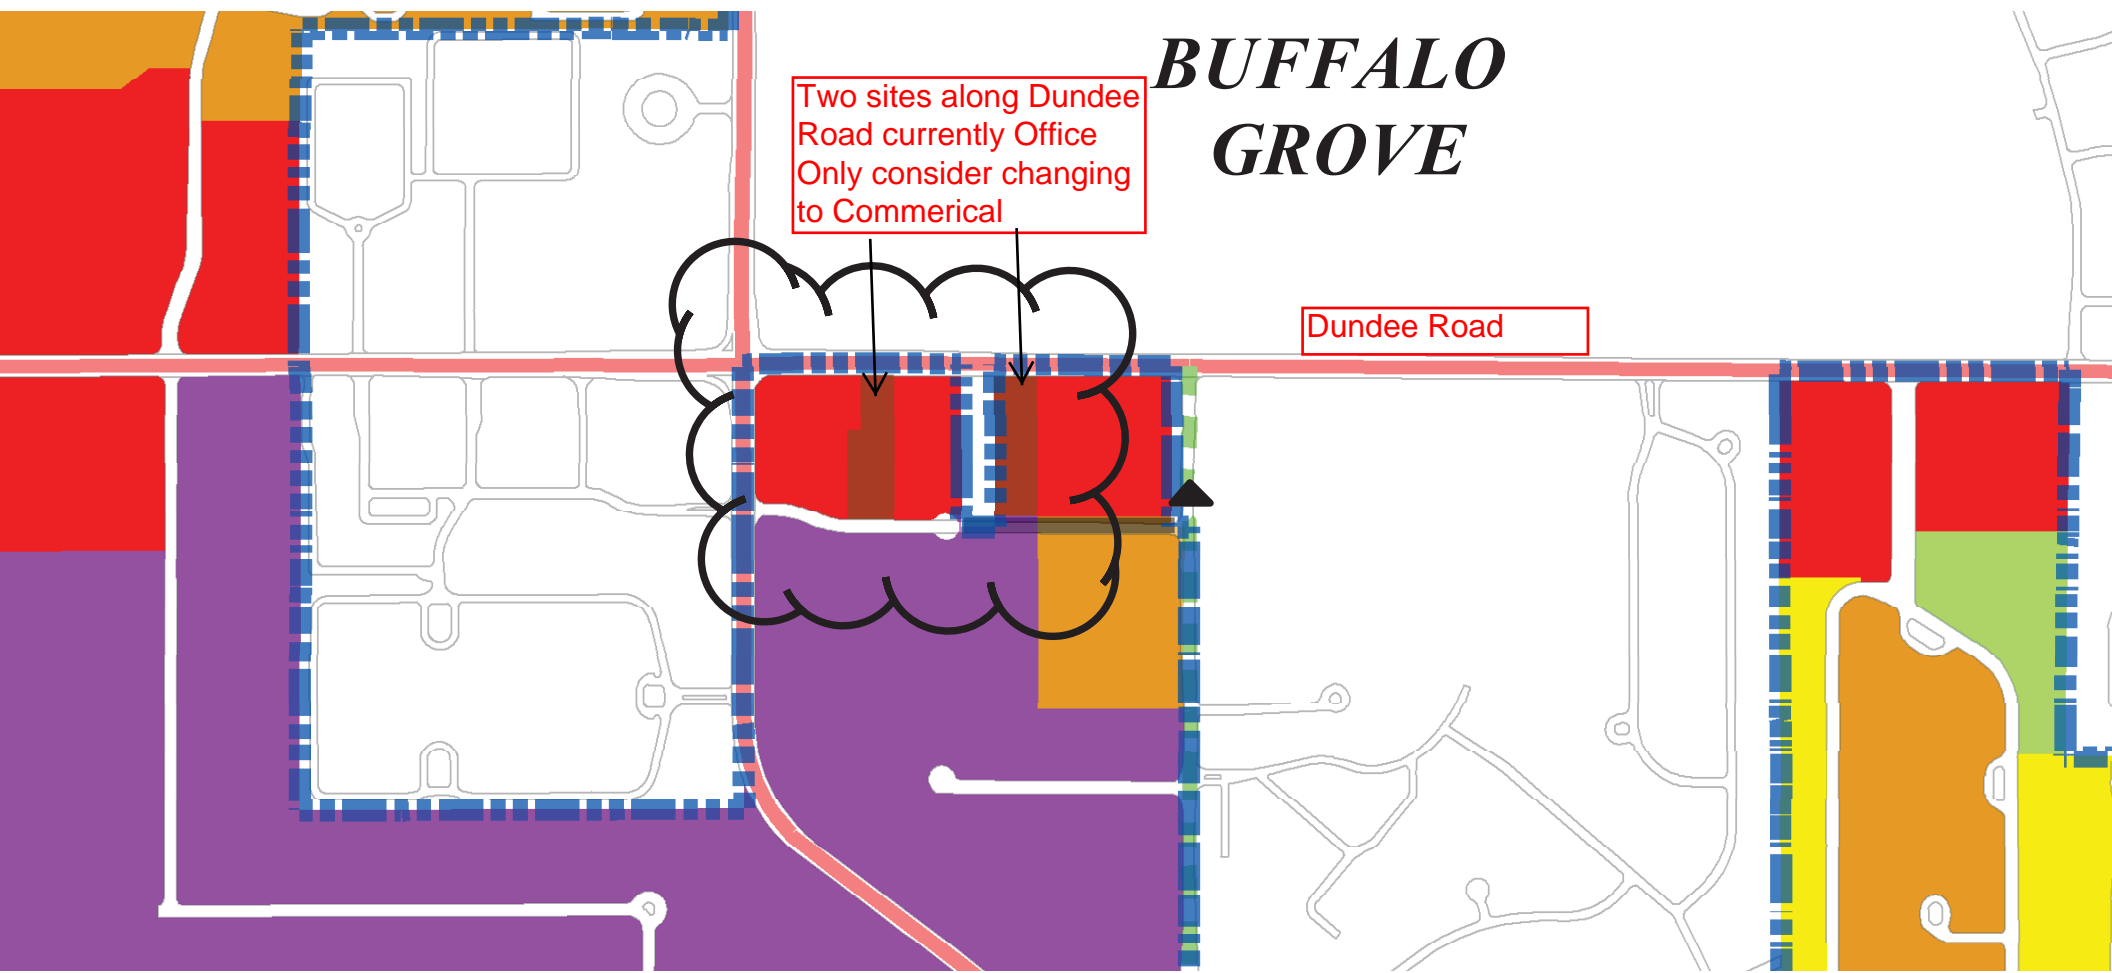 BUFFALO
GROVE
Two sites along Dundee
Road currently Office
Only consider changing
to Commerical
Dundee Road